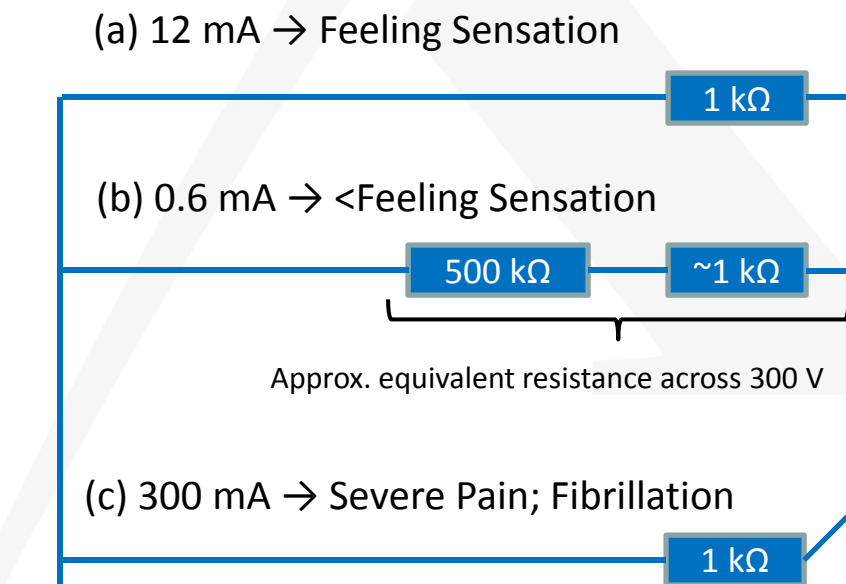 (a) 12 mA → Feeling Sensation
1 kΩ
(b) 0.6 mA → <Feeling Sensation
500 kΩ
~1 kΩ
Approx. equivalent resistance across 300 V
(c) 300 mA → Severe Pain; Fibrillation
1 kΩ